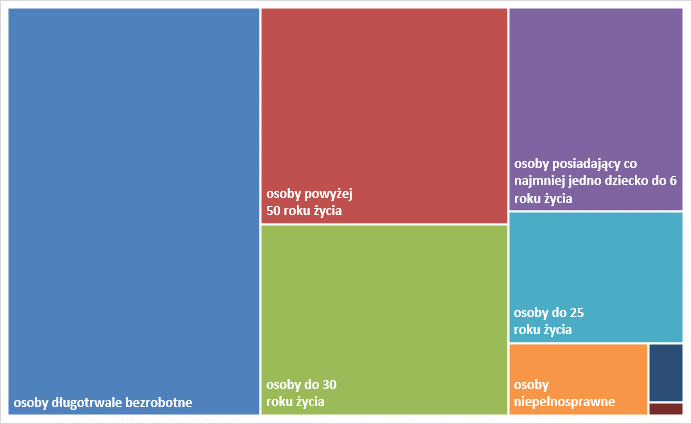 osoby długotrwale bezrobotne
osoby powyżej
50 roku życia
osoby do 30
roku życia
osoby posiadający co
najmniej jedno dziecko do 6
roku życia
osoby do 25
roku życia
osoby
niepełnosprawne